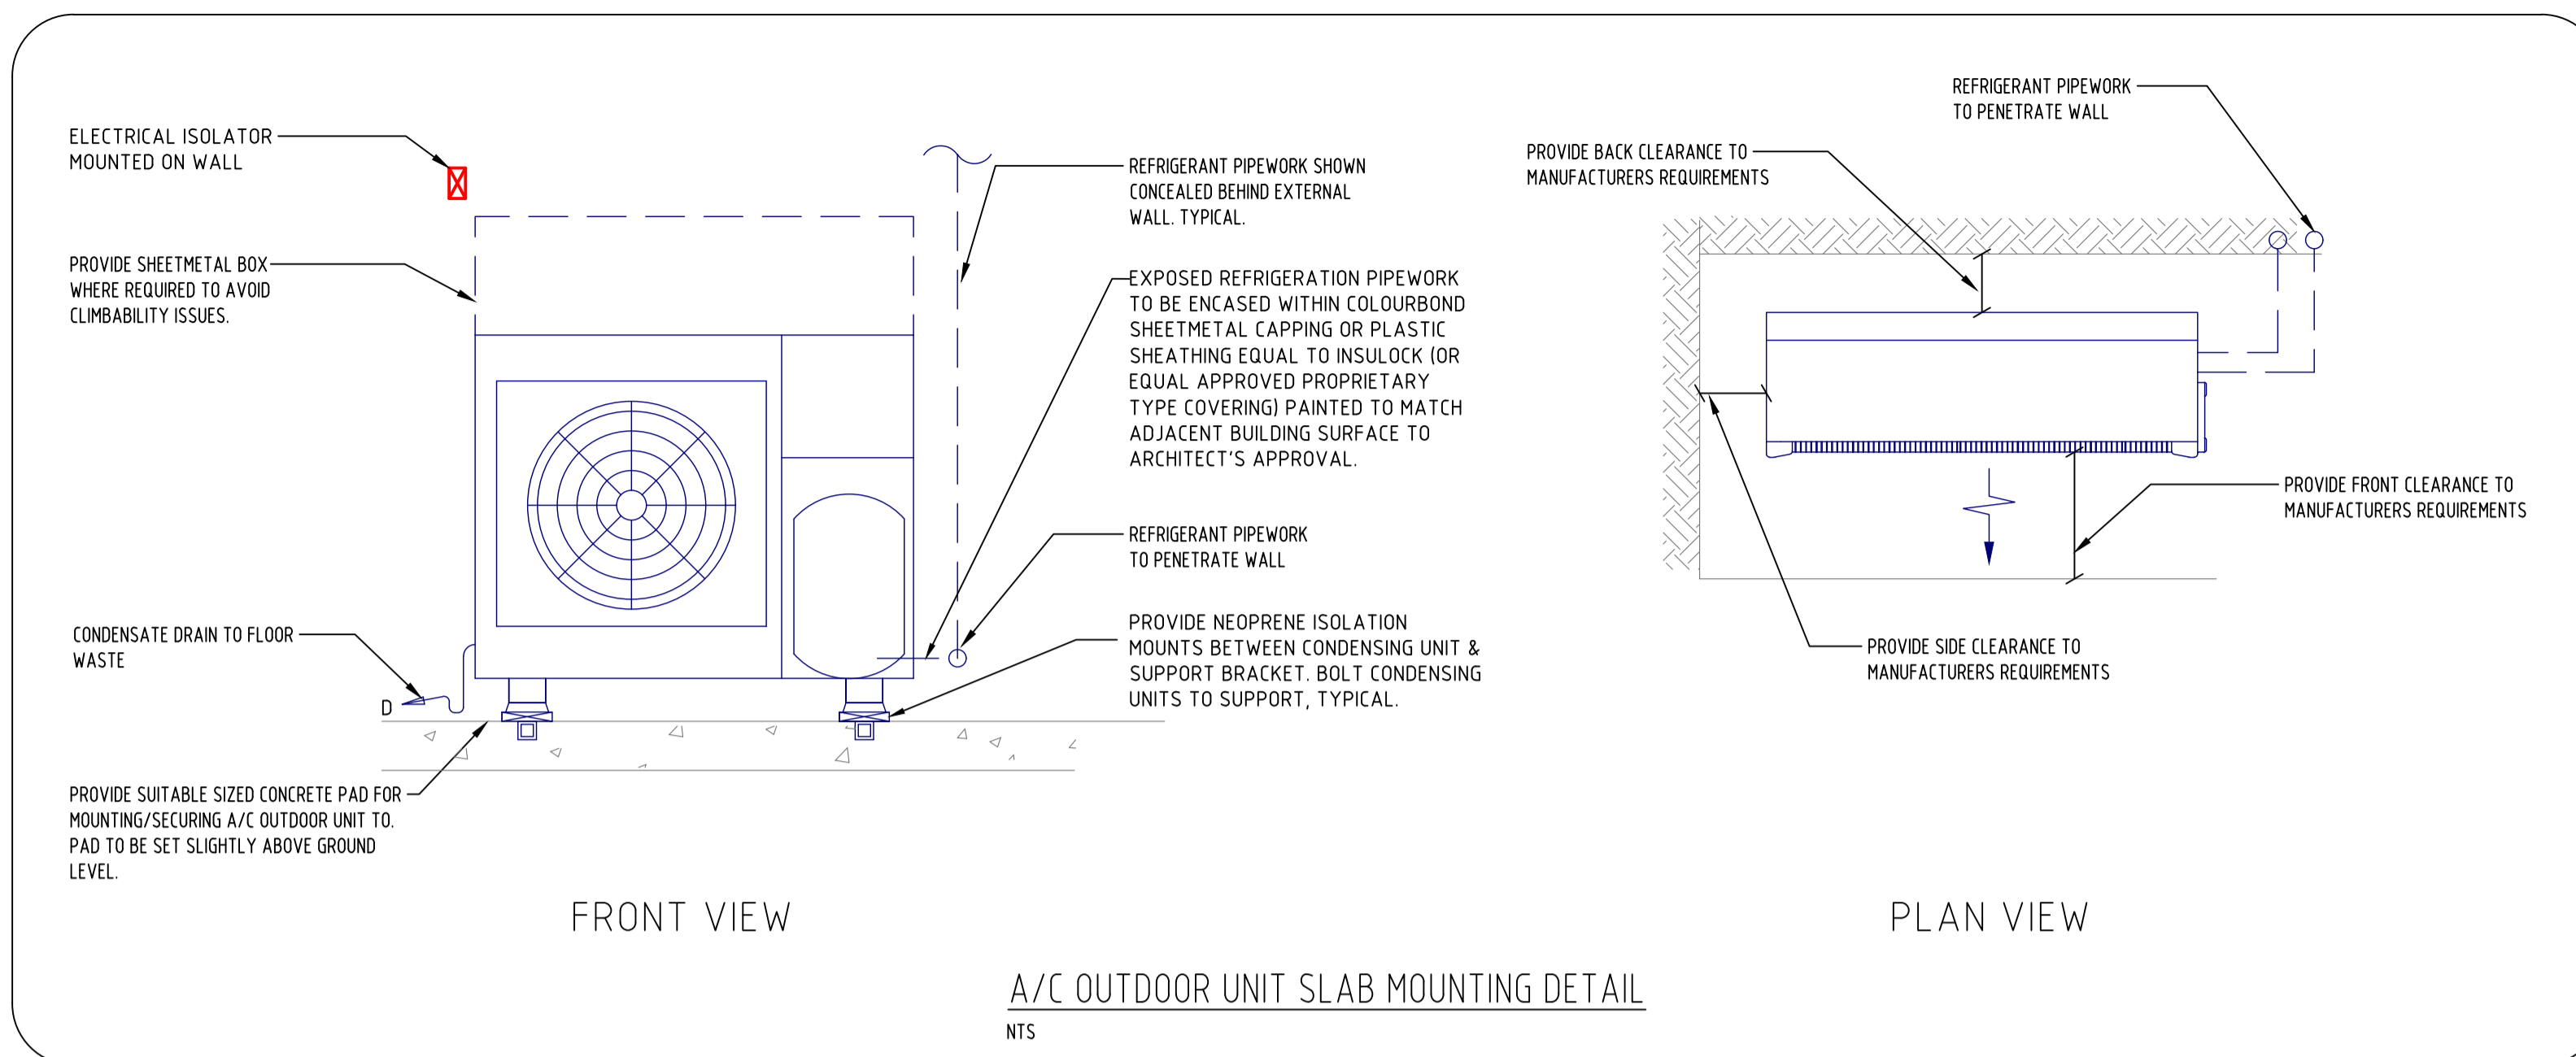 ELECTRICAL ISOLATOR
MOUNTED ON WALL
PROVIDE SHEETMETAL BOX
WHERE REQUIRED TO AVOID
CLIMBABILITY ISSUES.
CONDENSATE DRAIN TO FLOOR
WASTE
D
PROVIDE SUITABLE SIZED CONCRETE PAD FOR
MOUNTING/SECURING A/C OUTDOOR UNIT TO.
PAD TO BE SET SLIGHTLY ABOVE GROUND
LEVEL.
REFRIGERANT PIPEWORK SHOWN
CONCEALED BEHIND EXTERNAL
WALL. TYPICAL.
EXPOSED REFRIGERATION PIPEWORK
TO BE ENCASED WITHIN COLOURBOND
SHEETMETAL CAPPING OR PLASTIC
SHEATHING EQUAL TO INSULOCK (OR
EQUAL APPROVED PROPRIETARY
TYPE COVERING) PAINTED TO MATCH
ADJACENT BUILDING SURFACE TO
ARCHITECT'S APPROVAL.
REFRIGERANT PIPEWORK
TO PENETRATE WALL
PROVIDE NEOPRENE ISOLATION
MOUNTS BETWEEN CONDENSING UNIT &
SUPPORT BRACKET. BOLT CONDENSING
UNITS TO SUPPORT, TYPICAL.
FRONT VIEW
REFRIGERANT PIPEWORK
TO PENETRATE WALL
PROVIDE BACK CLEARANCE TO
MANUFACTURERS REQUIREMENTS
PROVIDE FRONT CLEARANCE TO
MANUFACTURERS REQUIREMENTS
PROVIDE SIDE CLEARANCE TO
MANUFACTURERS REQUIREMENTS
PLAN VIEW
A/C OUTDOOR UNIT SLAB MOUNTING DETAIL
NTS